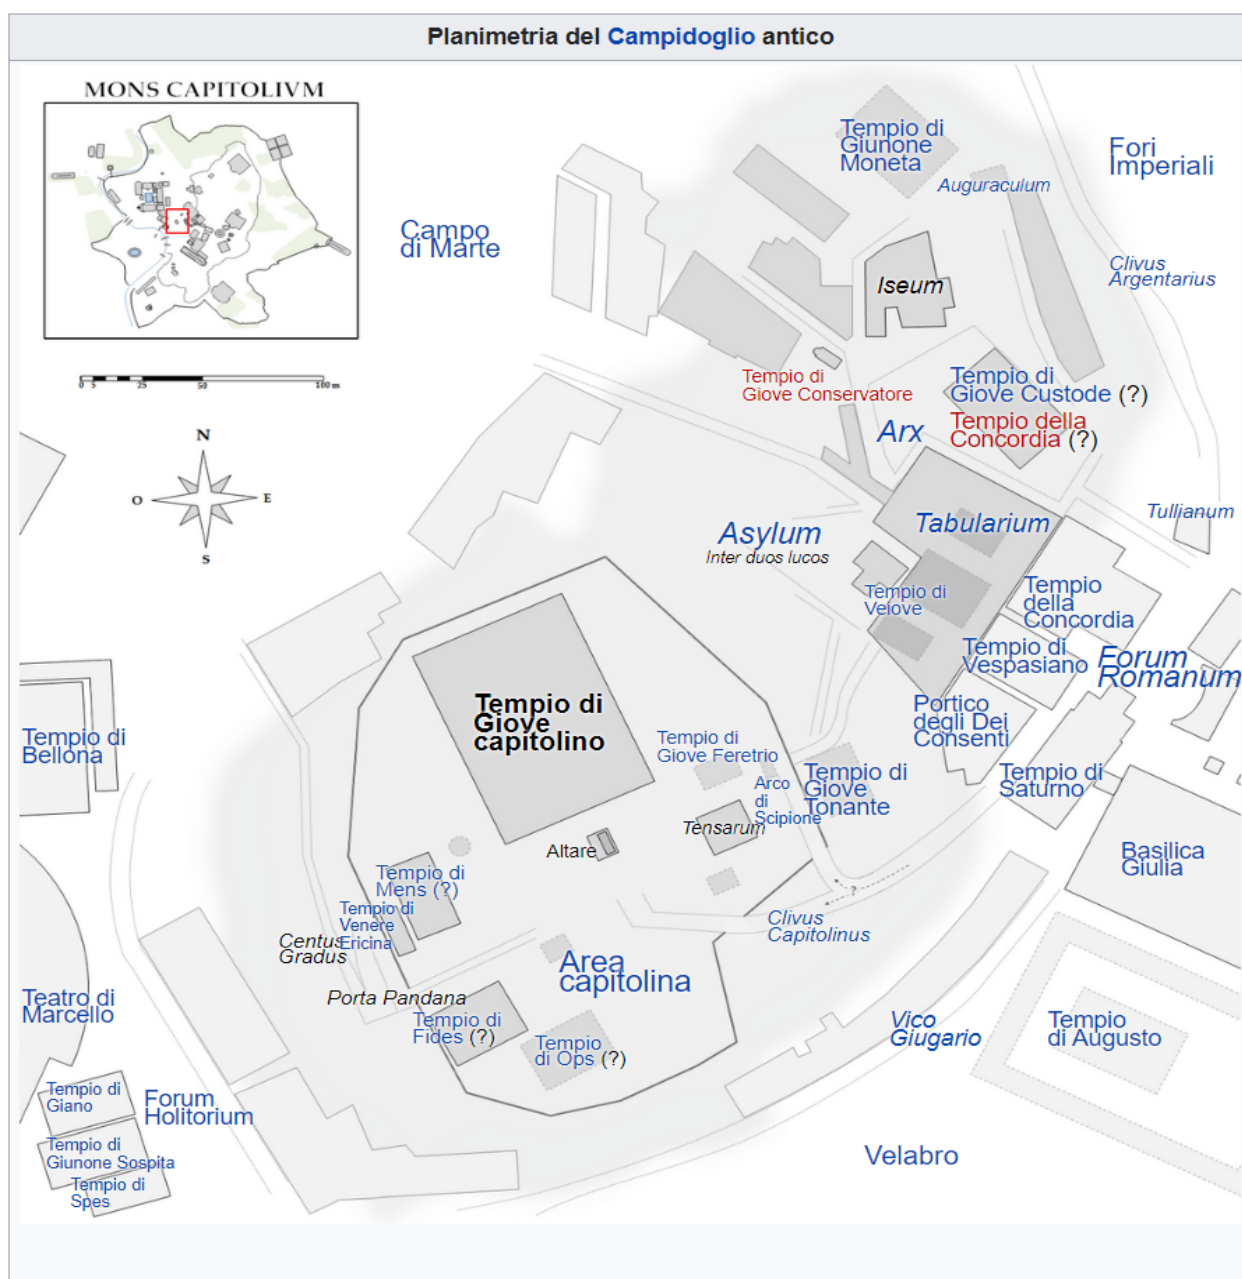 Planimetria del Campidoglio antico
MONS CAPITOLIVM
0 5 25 50 100 m
N
O
E
S
Campo
di Marte
Tempio di
Giunone
Moneta
Auguraculum
Fori
Imperiali
Clivus
Argentarius
Iseum
Tempio di
Giove Conservatore
Tempio di
Giove Custode (?)
Tempio della
Concordia (?)
Arx
Asylum
Inter duos lucos
Tabularium
Tullianum
Tempio di
Veiove
Tempio
della
Concordia
Tempio di
Vespasiano
Forum
Romanum
Portico
degli Dei
Consenti
Tempio di
Saturno
Tempio di
Giove
capitolino
Tempio di
Giove Feretrio
Arco
di
Scipione
Tempio di
Giove
Tonante
Tensarum
Altare
Tempio di
Bellona
Basilica
Giulia
Tempio di
Mens (?)
Tempio di
Venere
Ericina
Centus
Gradus
Clivus
Capitolinus
?
Area
capitolina
Porta Pandana
Tempio di
Fides (?)
Tempio
di Ops (?)
Teatro di
Marcello
Vico
Giugario
Tempio
di Augusto
Tempio di
Giano
Forum
Holitorium
Tempio di
Giunone Sospita
Tempio di
Spes
Velabro